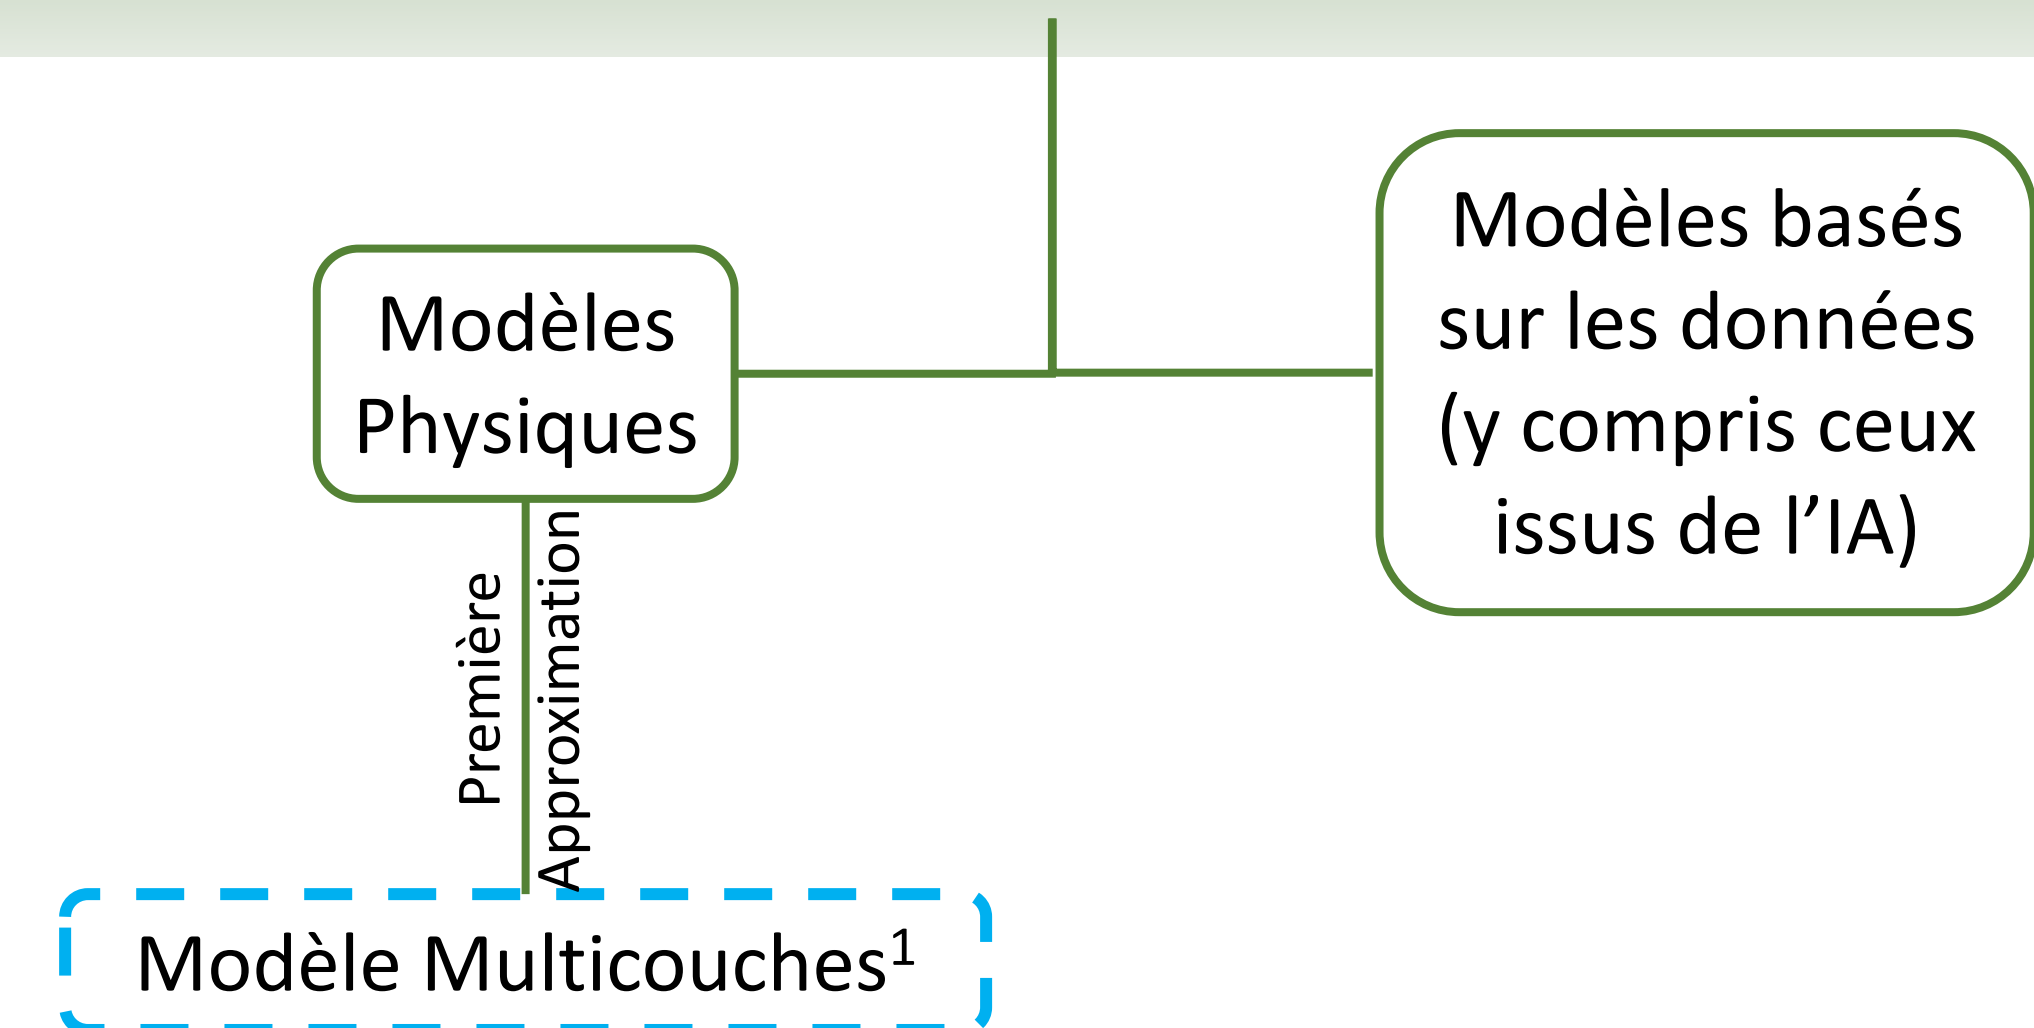 Modèles
Physiques
Modèles basés
sur les données
(y compris ceux
issus de l’IA)
Première
Approximation
Modèle Multicouches¹